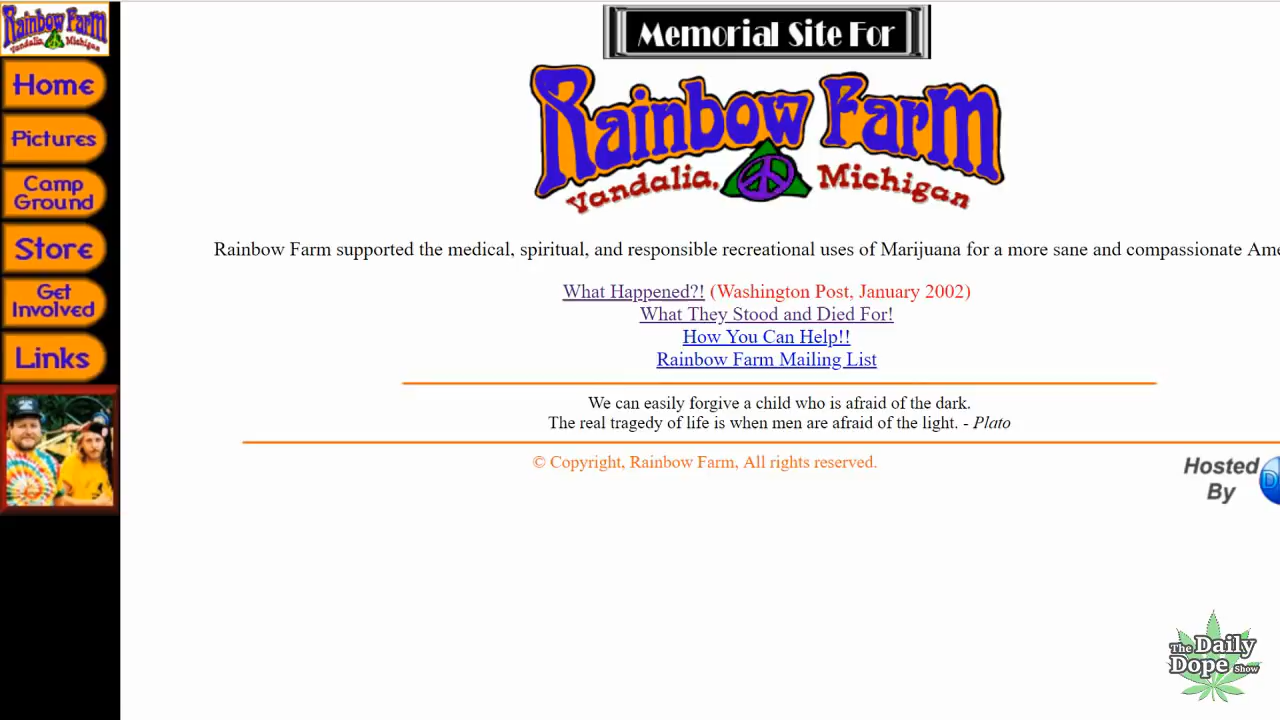 Rainbow Farm
Vandalia, Michigan
Home
Pictures
Camp
Ground
Store
Get
Involved
Links
Memorial Site For
Rainbow Farm
Vandalia, Michigan
Rainbow Farm supported the medical, spiritual, and responsible recreational uses of Marijuana for a more sane and compassionate Ame
What Happened?! (Washington Post, January 2002)
What They Stood and Died For!
How You Can Help!!
Rainbow Farm Mailing List
We can easily forgive a child who is afraid of the dark.
The real tragedy of life is when men are afraid of the light. - Plato
© Copyright, Rainbow Farm, All rights reserved.
Hosted
By
D
The Daily
Dope Show